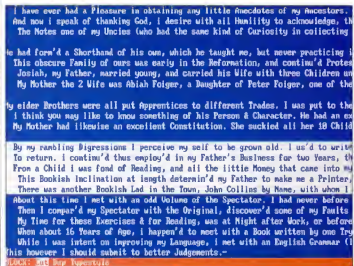 I have ever had a Pleasure in obtaining any little Anecdotes of my Ancestors.
And now I speak of thanking God, I desire with all Humility to acknowledge, th
The Notes one of my Uncles (who had the same kind of Curiosity in collecting
He had form'd a Shorthand of his own, which he taught me, but never practicing i
This obscure Family of ours was early in the Reformation, and continu'd Protes
Josiah, my Father, married young, and carried his Wife with three Children un
My Mother the 2 Wife was Abiah Folger, a Daughter of Peter Folger, one of the
My elder Brothers were all put Apprentices to different Trades. I was put to the
I think you may like to know something of his Person & Character. He had an ex
My Mother had likewise an excellent Constitution. She suckled all her 10 Child
By my rambling Digressions I perceive my self to be grown old. I us'd to write
To return. I continu'd thus employ'd in my Father's Business for two Years, th
From a Child I was fond of Reading, and all the little Money that came into my
This Bookish Inclination at length determin'd my Father to make me a Printer,
There was another Bookish Lad in the Town, John Collins by Name, with whom I
About this time I met with an odd Volume of the Spectator. I had never before
Then I compar'd my Spectator with the Original, discover'd some of my Faults
My Time for these Exercises & for Reading, was at Night after Work, or before
When about 16 Years of Age, I happen'd to meet with a Book written by one Try
While I was intent on improving my Language, I met with an English Grammar (I
This however I should submit to better Judgements.-
BLOCK: Cut